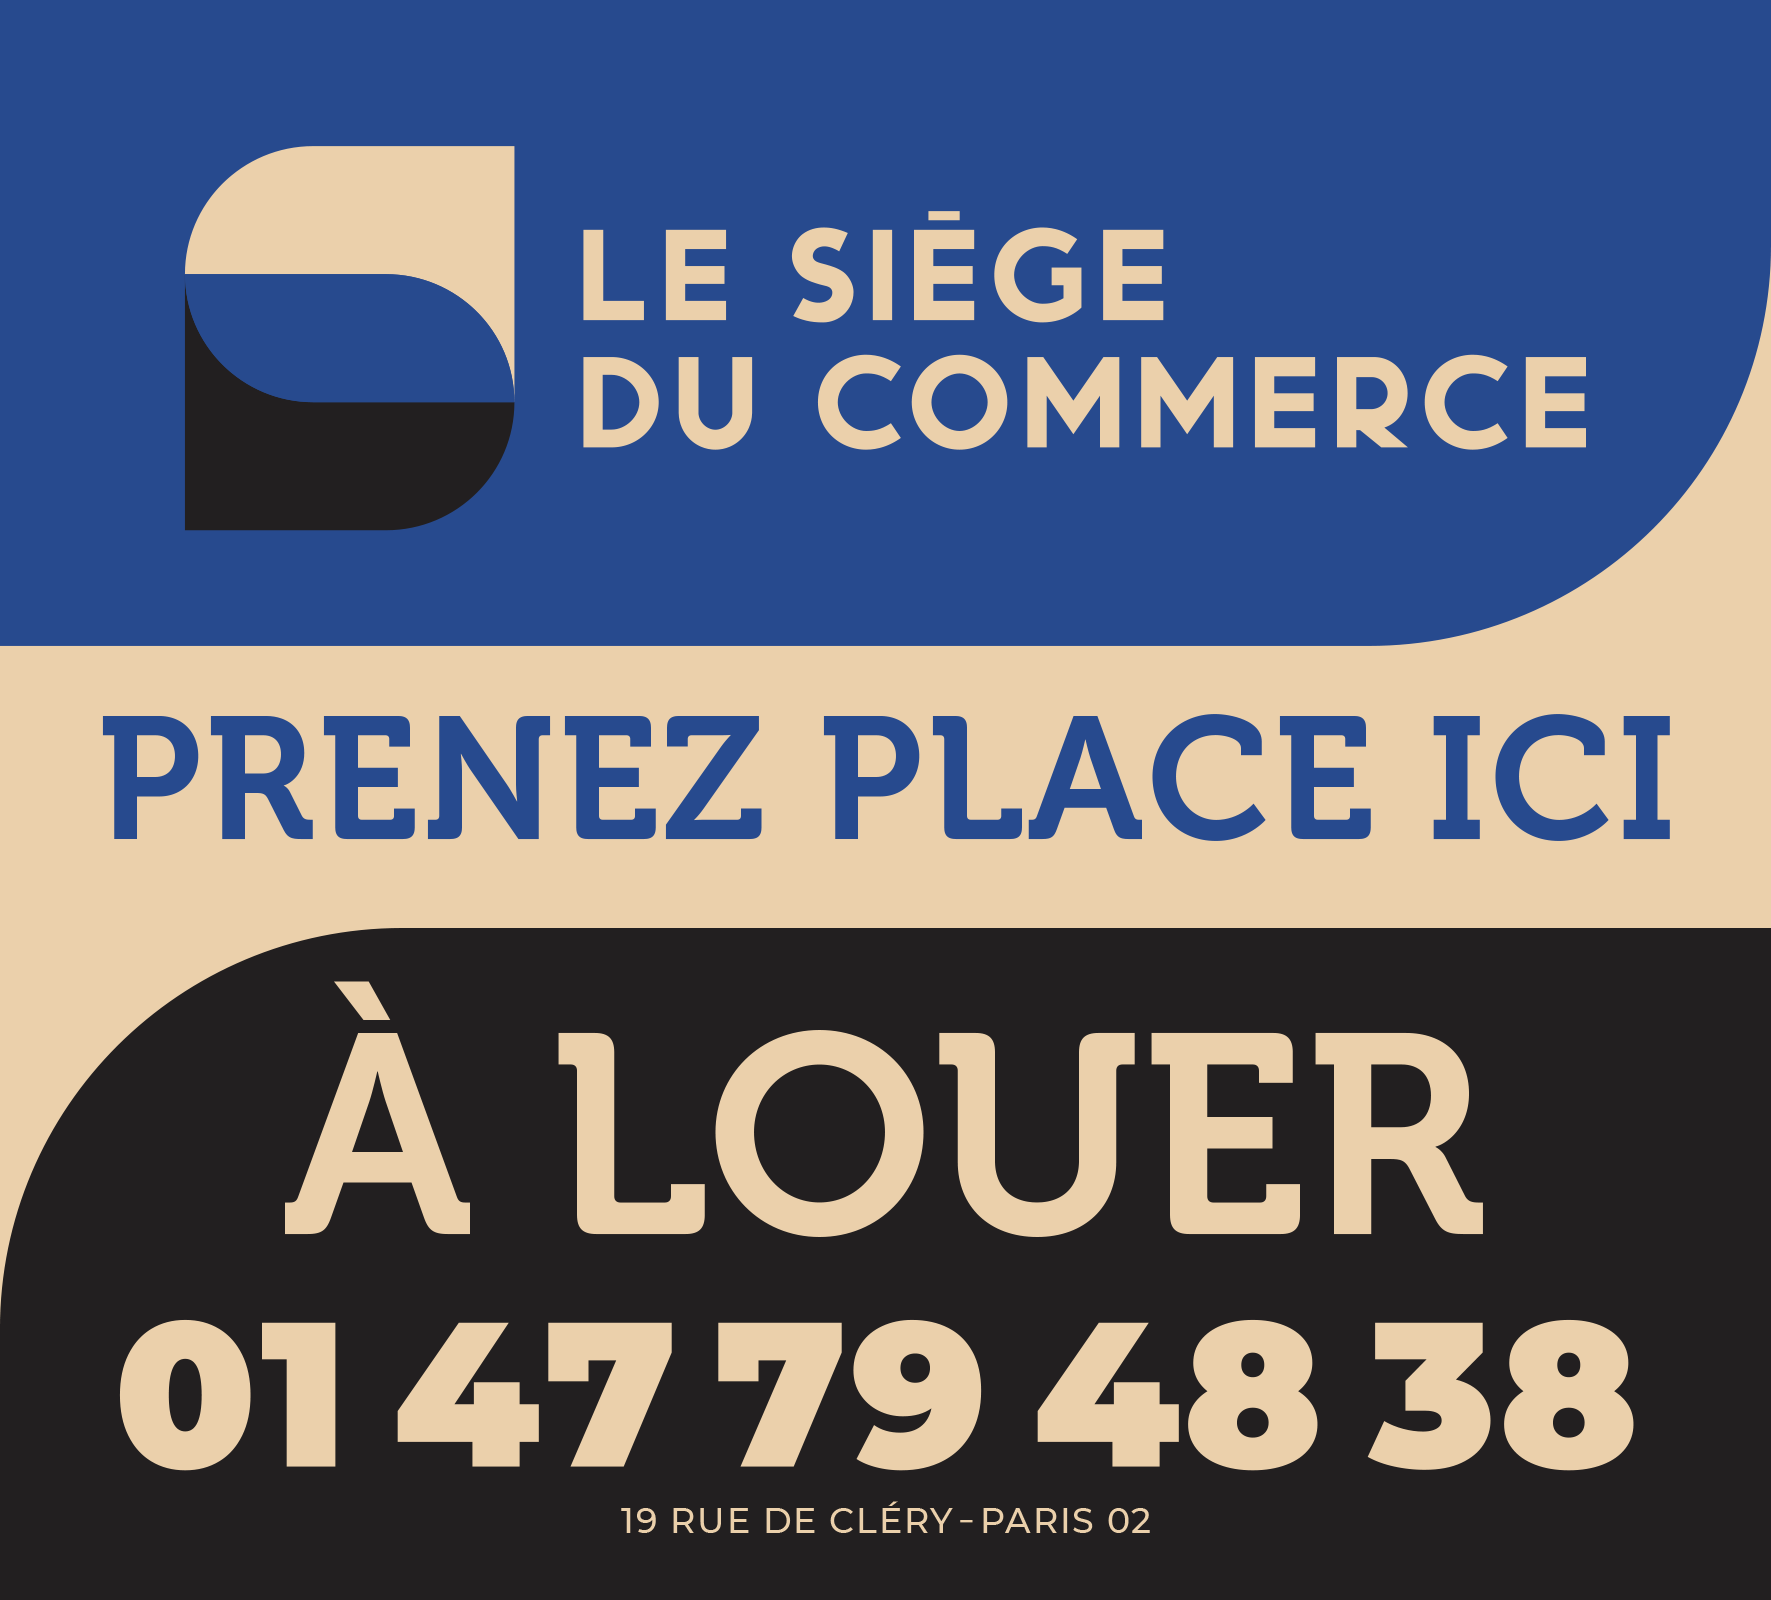 LE SIĒGE
DU COMMERCE
PRENEZ PLACE ICI
À LOUER
01 47 79 48 38
19 RUE DE CLÉRY-PARIS 02